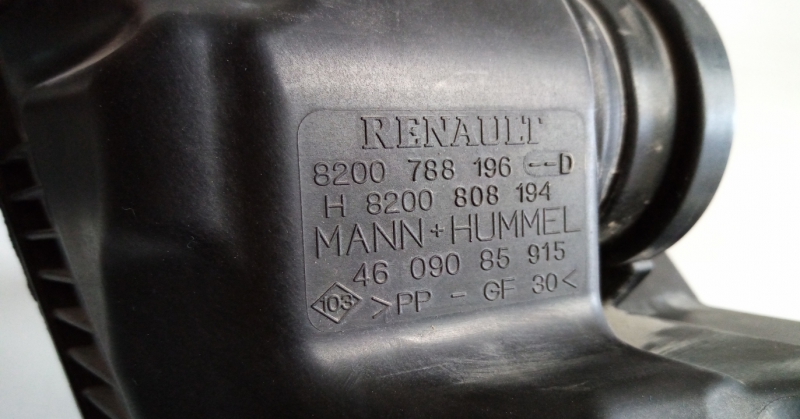 RENAULT
8200 788 196 --D
H 8200 808 194
MANN+HUMMEL
46 090 85 915
103 >PP - GF 30<